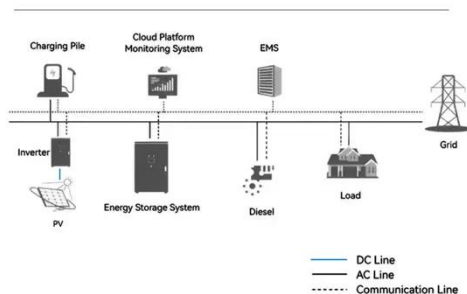 Charging Pile
Cloud Platform
Monitoring System
EMS
Inverter
Grid
PV
Energy Storage System
Diesel
Load
DC Line
AC Line
Communication Line